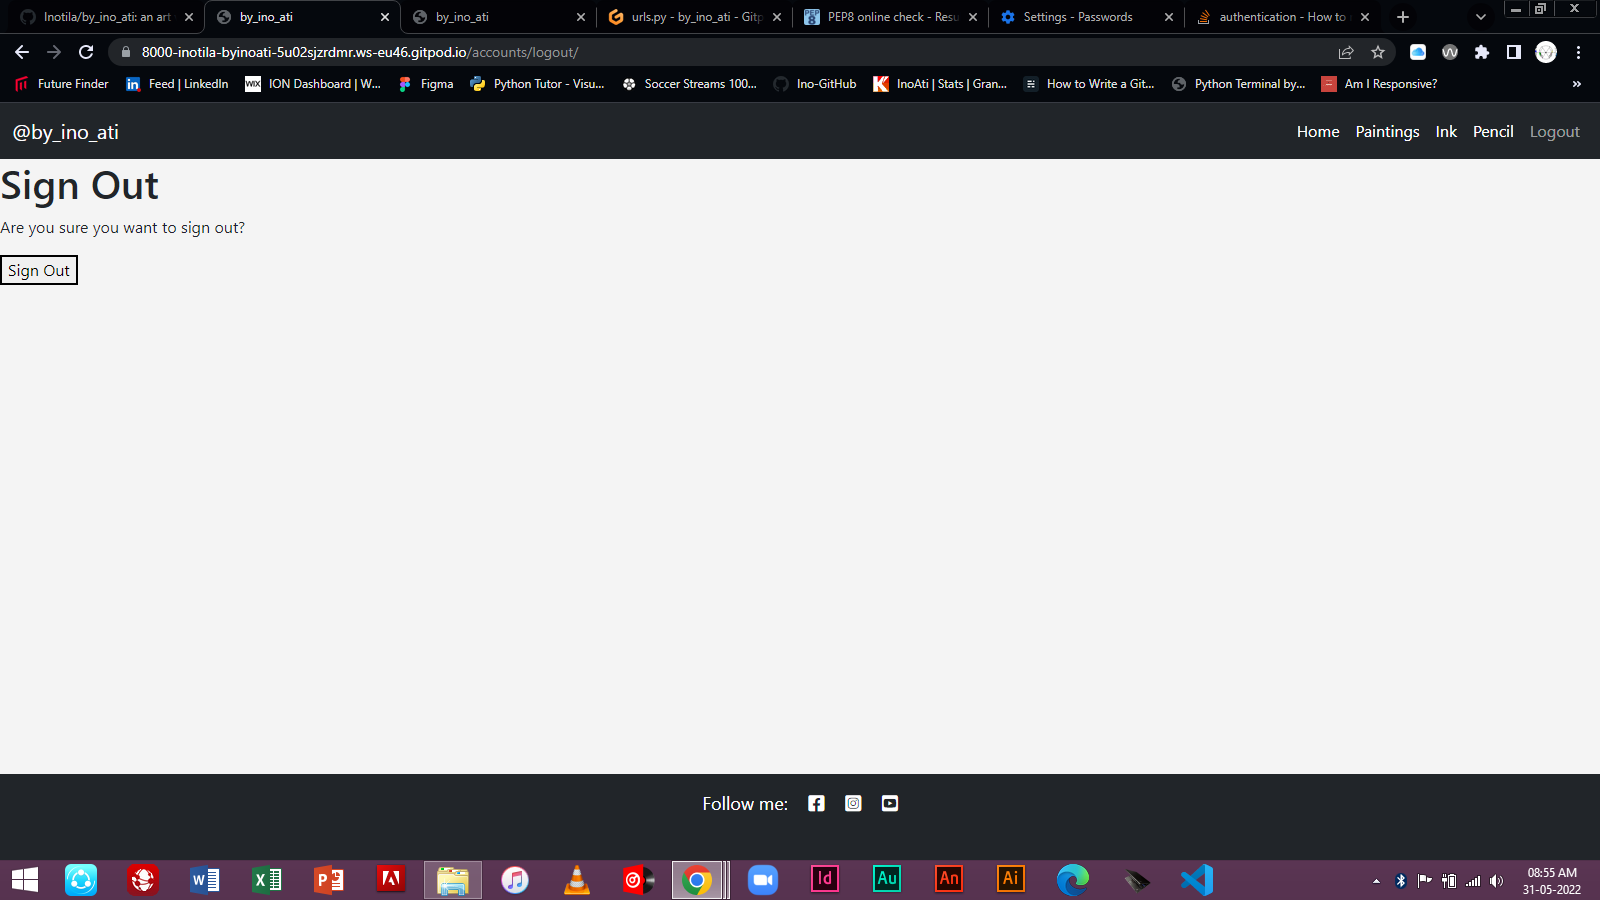 Inotila/by_ino_ati: an art
by_ino_ati
by_ino_ati
urls.py - by_ino_ati - Gitp
PEP8 online check - Resu
Settings - Passwords
authentication - How to
8000-inotila-byinoati-5u02sjzrdmr.ws-eu46.gitpod.io/accounts/logout/
Future Finder
Feed | LinkedIn
WIX ION Dashboard | W...
Figma
Python Tutor - Visu...
Soccer Streams 100...
Ino-GitHub
InoAti | Stats | Gran...
How to Write a Git...
Python Terminal by...
Am I Responsive?
»
@by_ino_ati
Home Paintings Ink Pencil Logout
Sign Out
Are you sure you want to sign out?
Sign Out
Follow me:
Id Au An Ai
08:55 AM
31-05-2022